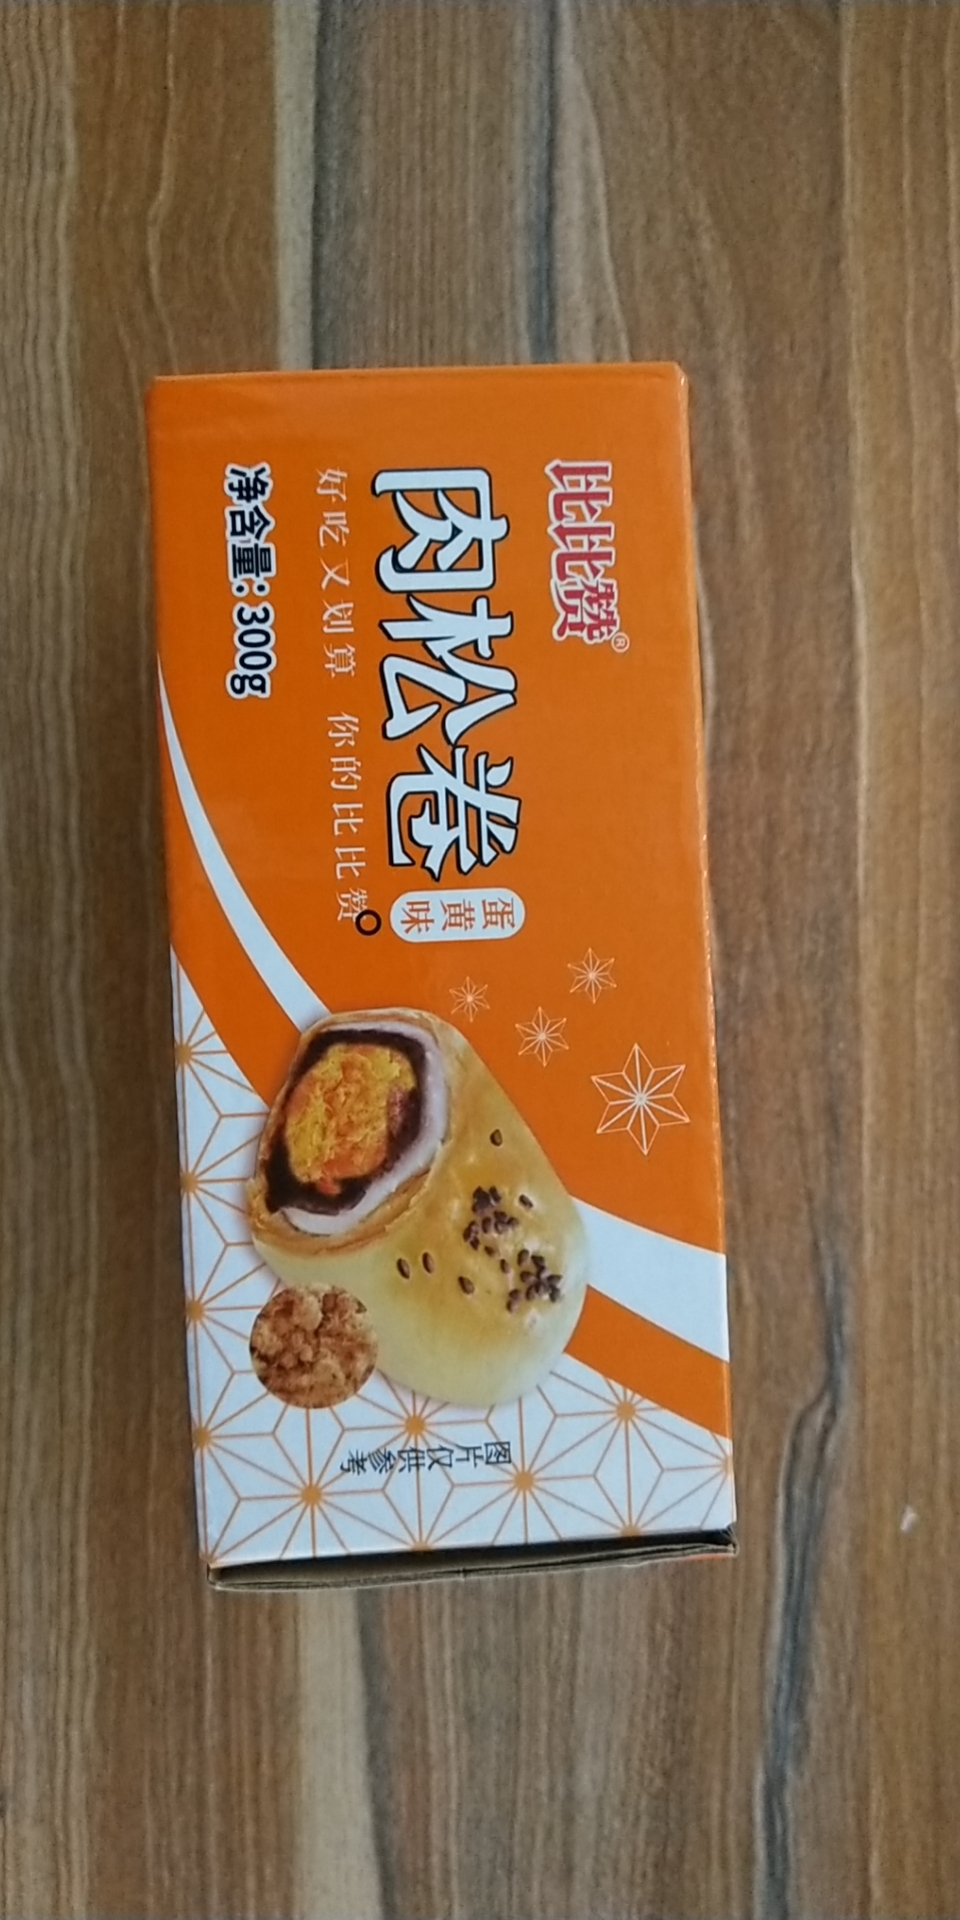 比比赞®
肉松卷
蛋黄味
好吃又划算 你的比比赞
净含量:300g
图片仅供参考